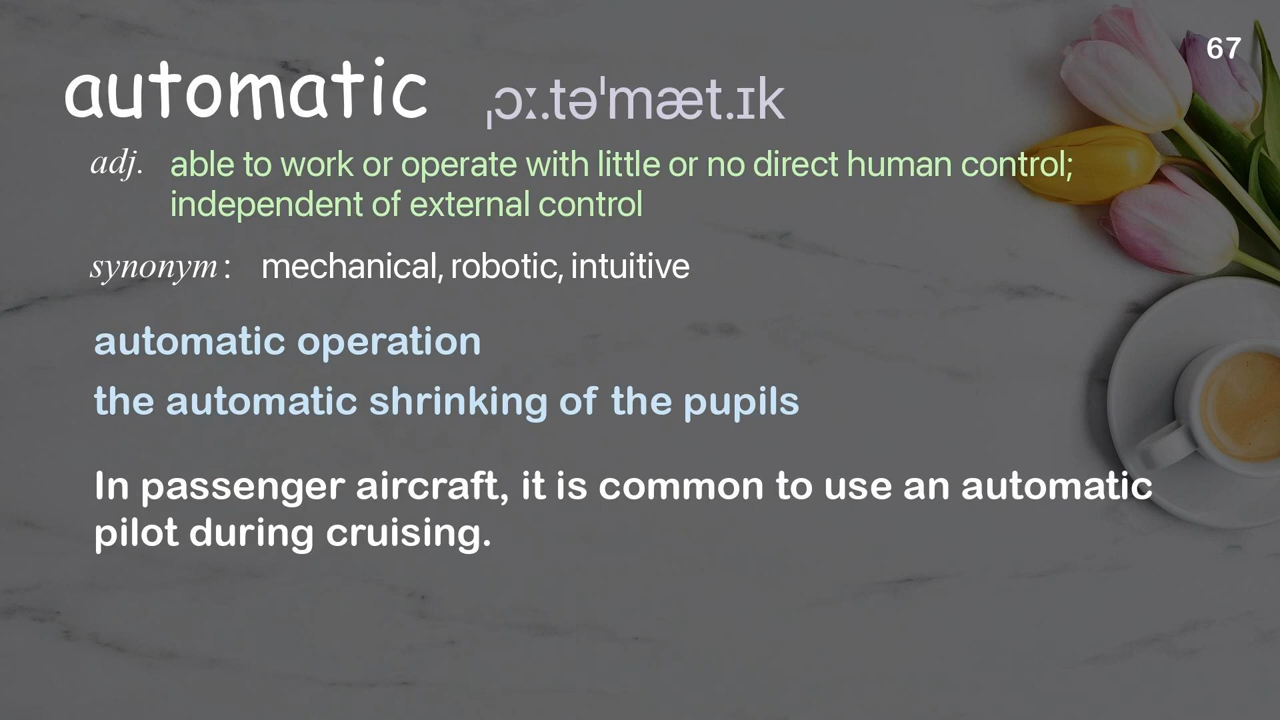 67
automatic ˌɔː.təˈmæt.ɪk
adj. able to work or operate with little or no direct human control;
independent of external control
synonym : mechanical, robotic, intuitive
automatic operation
the automatic shrinking of the pupils
In passenger aircraft, it is common to use an automatic
pilot during cruising.